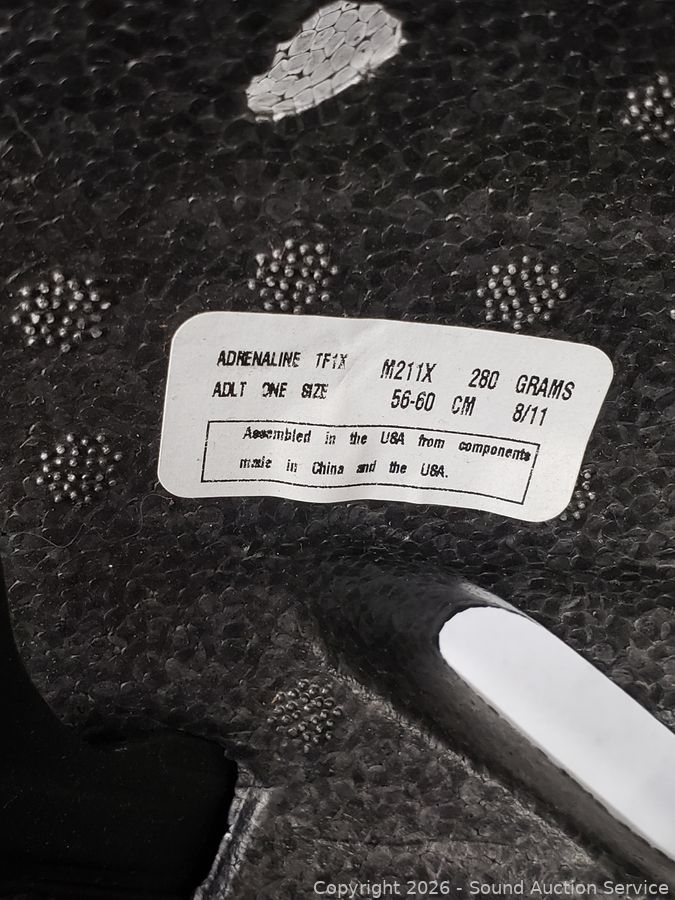 ADRENALINE TF1X M211X 280 GRAMS
ADLT ONE SIZE 56-60 CM 8/11
Assembled in the USA from components
made in China and the USA.
Copyright 2026 - Sound Auction Service